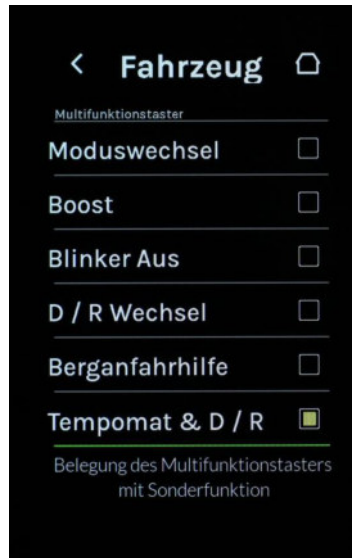 Fahrzeug
Multifunktionstaster
Moduswechsel
Boost
Blinker Aus
D / R Wechsel
Berganfahrhilfe
Tempomat & D / R
Belegung des Multifunktionstasters
mit Sonderfunktion